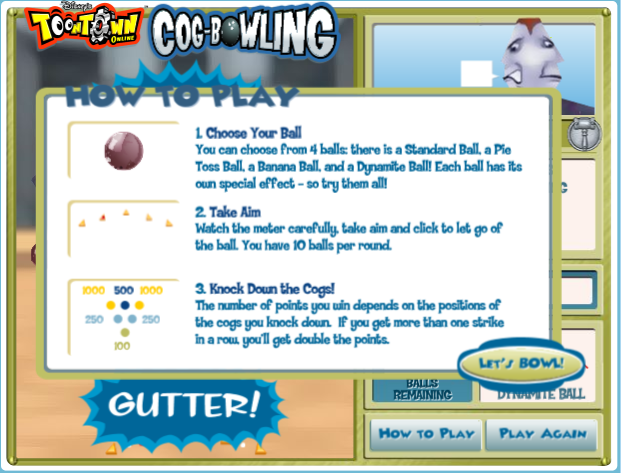 Disney's
TOONTOWN
ONLINE
COG-BOWLING
HOW TO PLAY
1. Choose Your Ball
You can choose from 4 balls: there is a Standard Ball, a Pie
Toss Ball, a Banana Ball, and a Dynamite Ball! Each ball has its
own special effect - so try them all!
2. Take Aim
Watch the meter carefully, take aim and click to let go of
the ball. You have 10 balls per round.
1000 500 1000
250 250
100
3. Knock Down the Cogs!
The number of points you win depends on the positions of
the cogs you knock down. If you get more than one strike
in a row, you'll get double the points.
LET'S BOWL!
BALLS
REMAINING
DYNAMITE BALL
GUTTER!
HOW TO PLAY
PLAY AGAIN